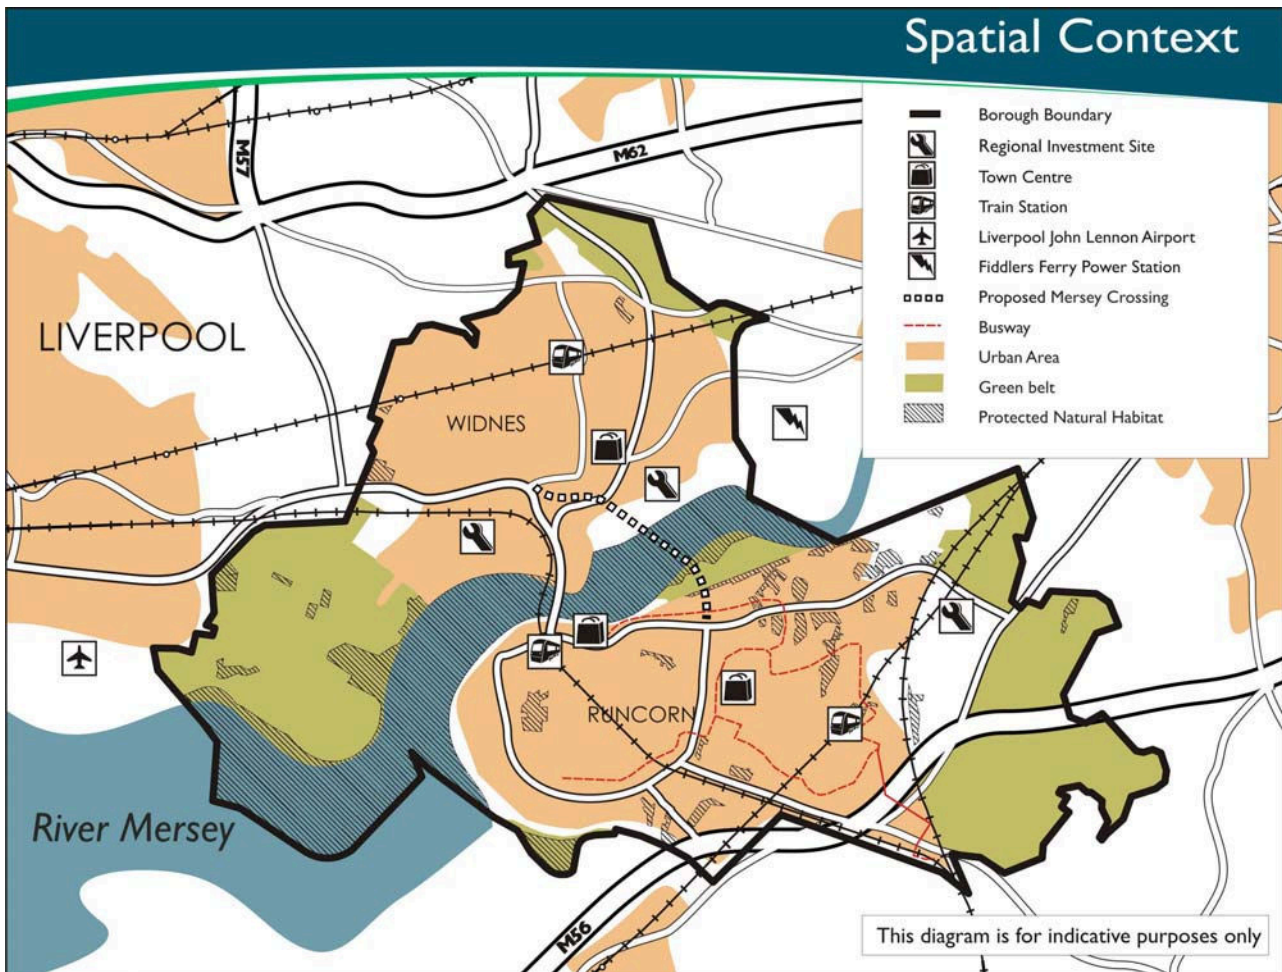 Spatial Context
Borough Boundary
Regional Investment Site
Town Centre
Train Station
Liverpool John Lennon Airport
Fiddlers Ferry Power Station
Proposed Mersey Crossing
Busway
Urban Area
Green belt
Protected Natural Habitat
M57
M62
LIVERPOOL
WIDNES
RUNCORN
River Mersey
M56
This diagram is for indicative purposes only